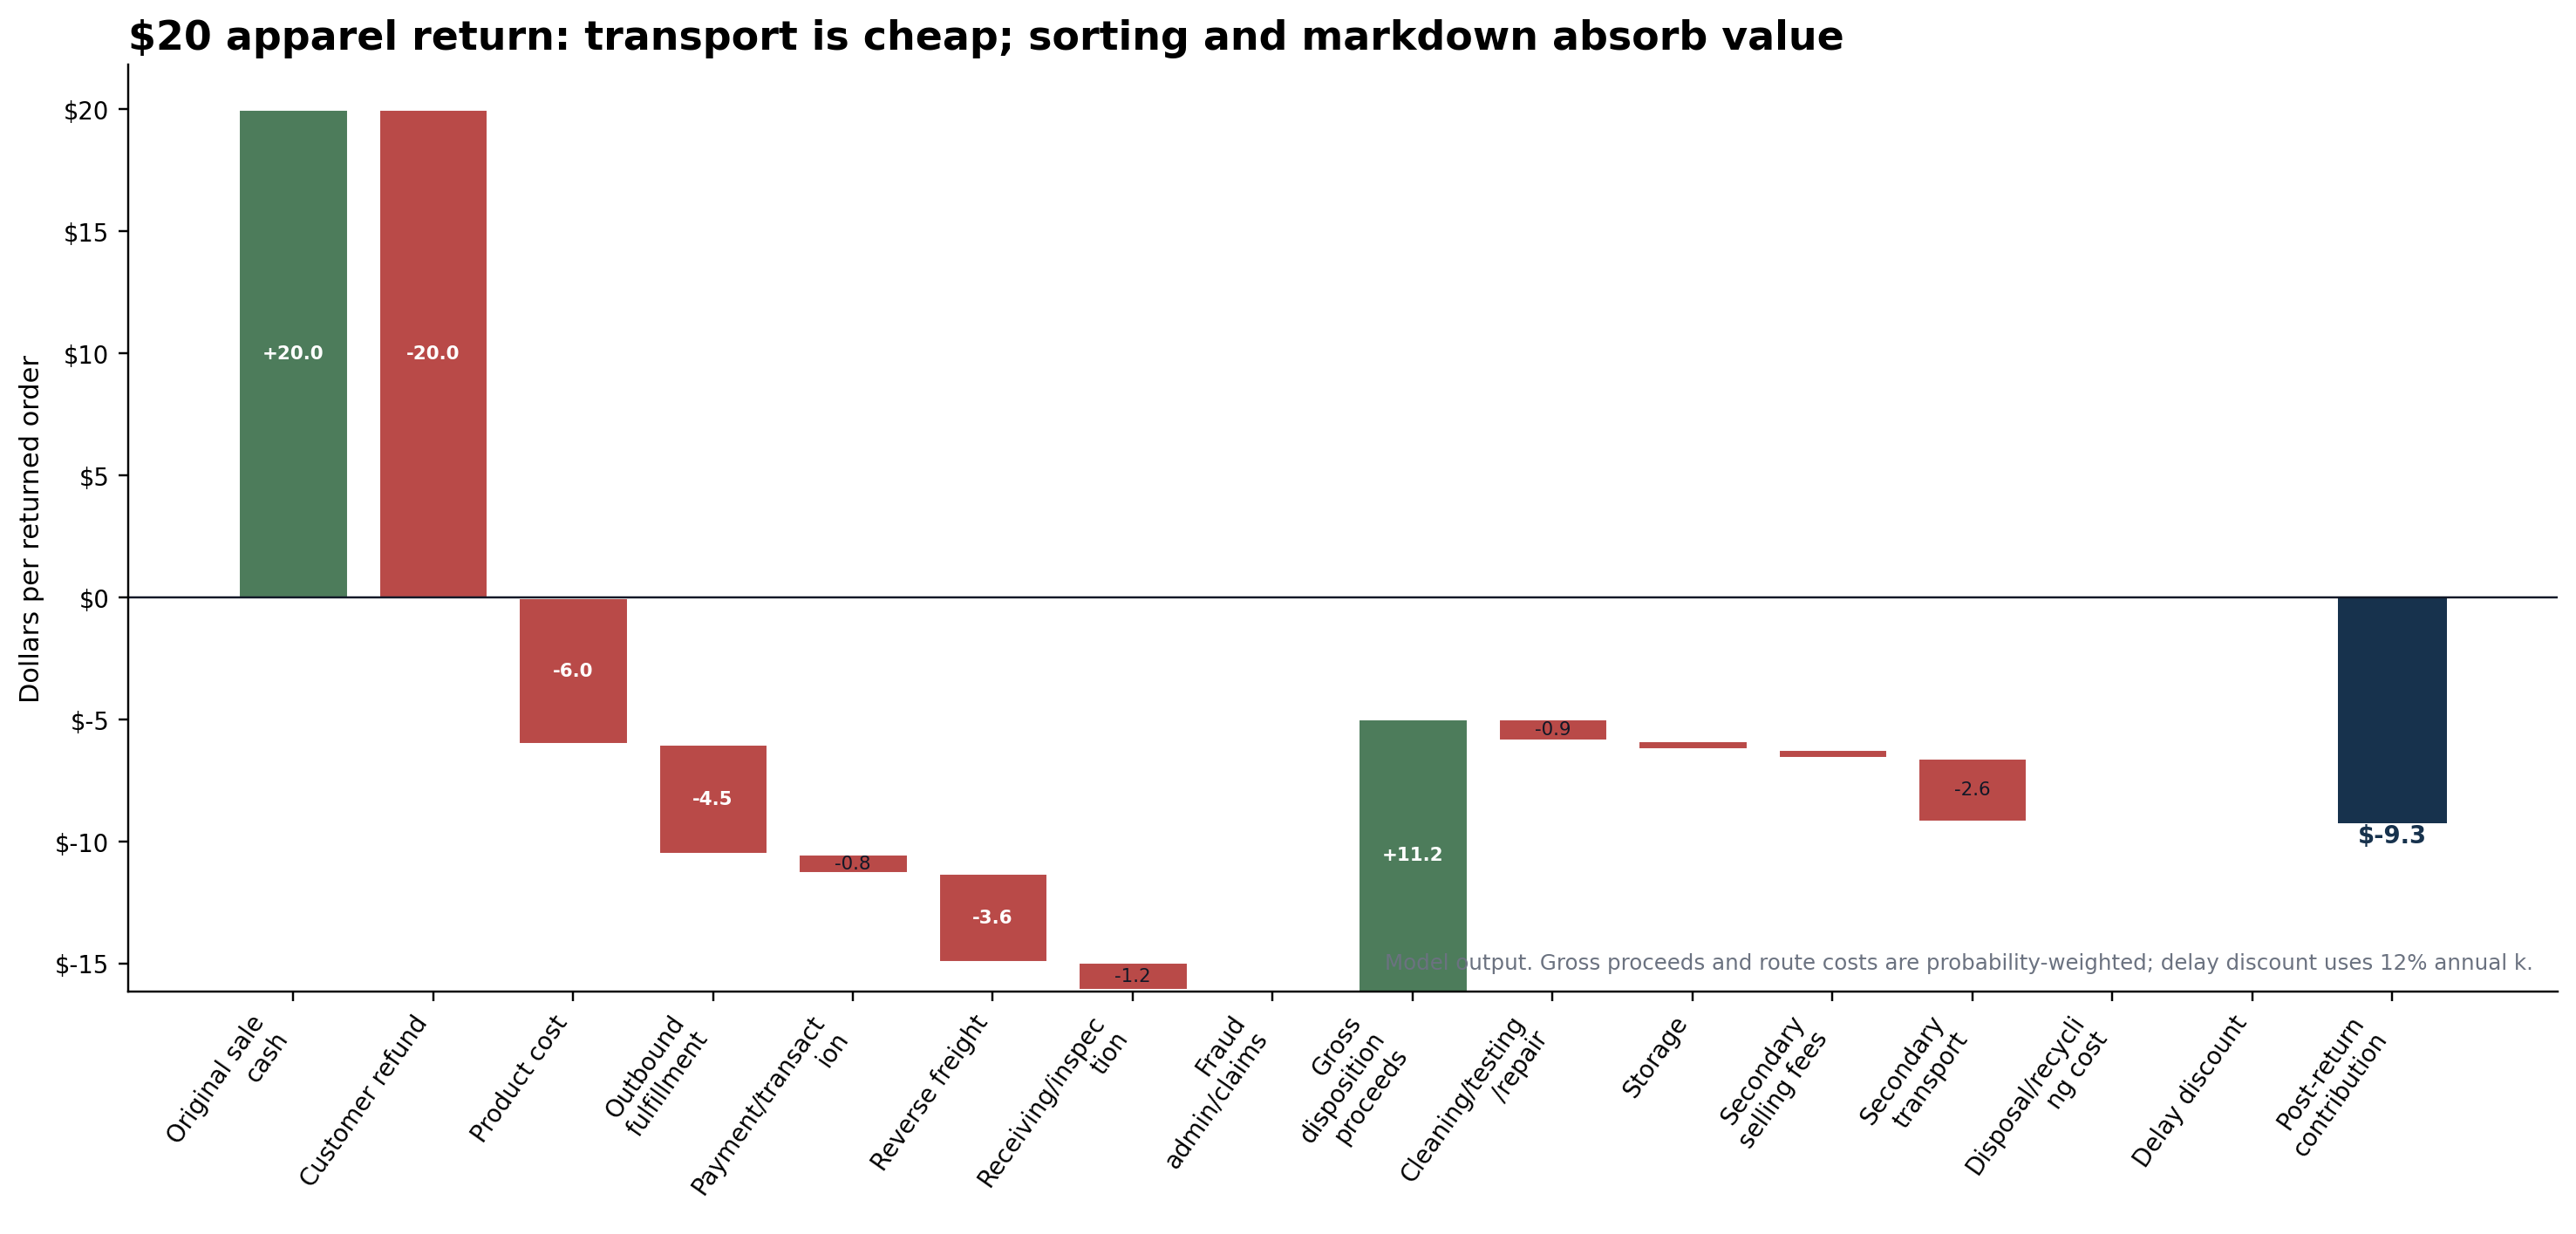 $20 apparel return: transport is cheap; sorting and markdown absorb value
Dollars per returned order
$20
$15
$10
$5
$0
$-5
$-10
$-15
+20.0
-20.0
-6.0
-4.5
-0.8
-3.6
-1.2
+11.2
-0.9
-2.6
$-9.3
Model output. Gross proceeds and route costs are probability-weighted; delay discount uses 12% annual k.
Original sale
cash
Customer refund
Product cost
Outbound
fulfillment
Payment/transact
ion
Reverse freight
Receiving/inspec
tion
Fraud
admin/claims
Gross
disposition
proceeds
Cleaning/testing
/repair
Storage
Secondary
selling fees
Secondary
transport
Disposal/recycli
ng cost
Delay discount
Post-return
contribution